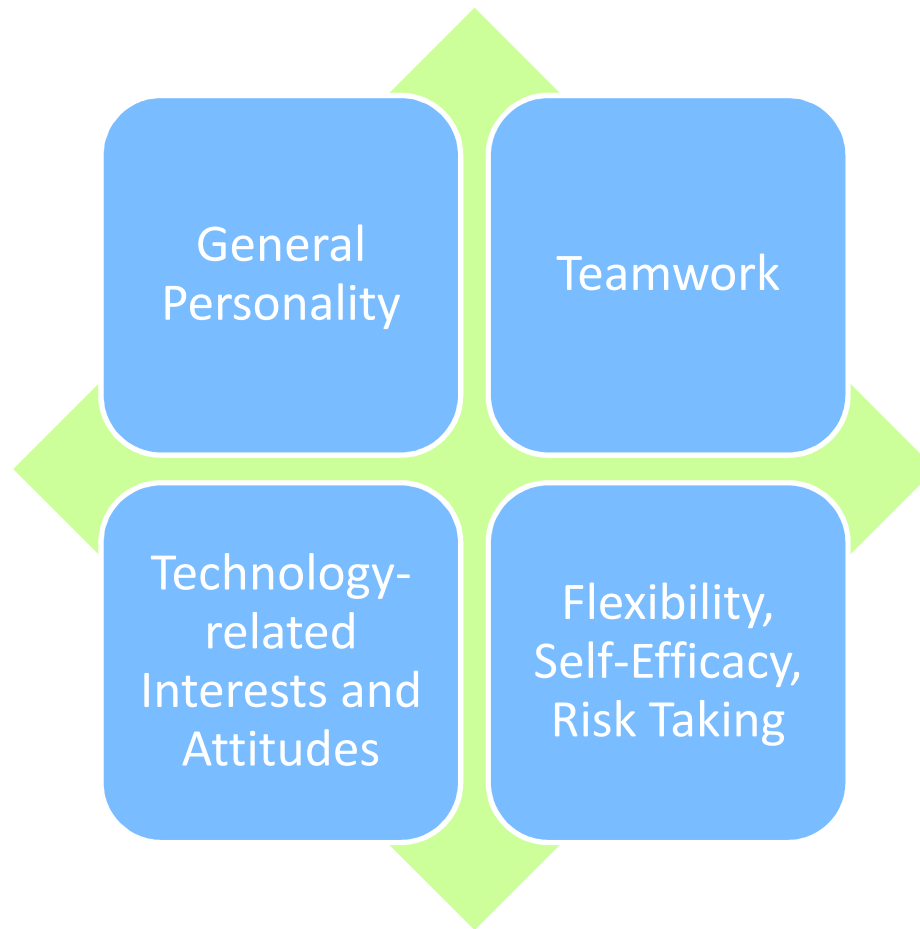 General
Personality
Teamwork
Technology-
related
Interests and
Attitudes
Flexibility,
Self-Efficacy,
Risk Taking